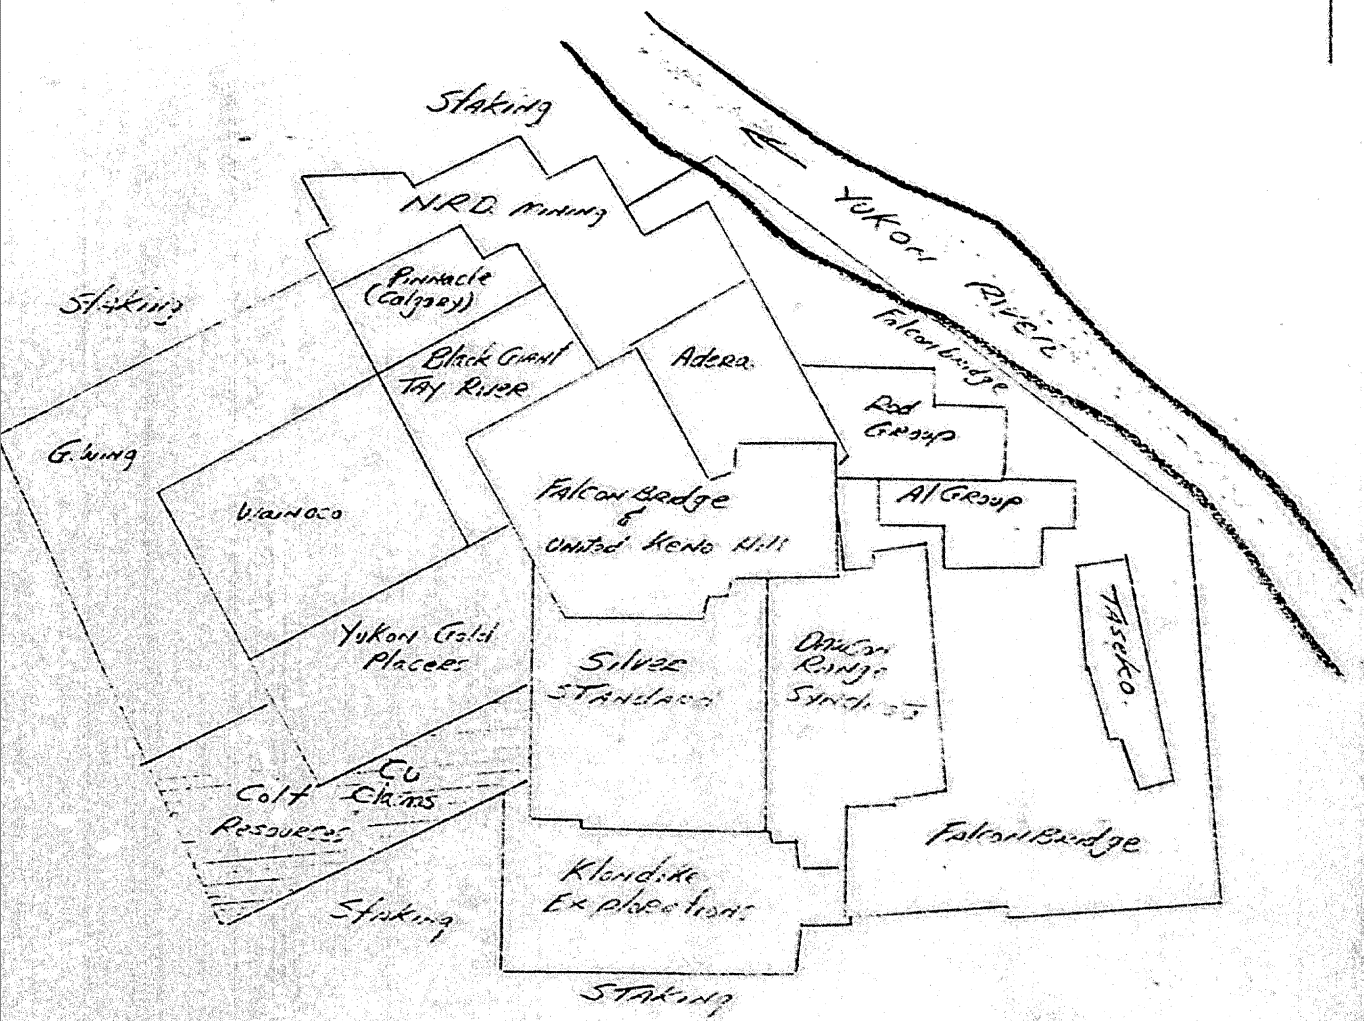 Staking
N.R.D. Mining
YUKON RIVER
Pinnacle
(Calgary)
Staking
Falconbridge
Black Giant
TAY RIVER
Adera
Rod
Group
G. Wing
FALCONBRIDGE
&
UNITED KENO HILL
A1 GROUP
Wainoco
TASEKO
Yukon Gold
Placers
SILVER
STANDARD
DAWSON
RANGE
Cu
Claims
Colt
Resources
FALCONBRIDGE
Klondike
Explorations
Staking
STAKING